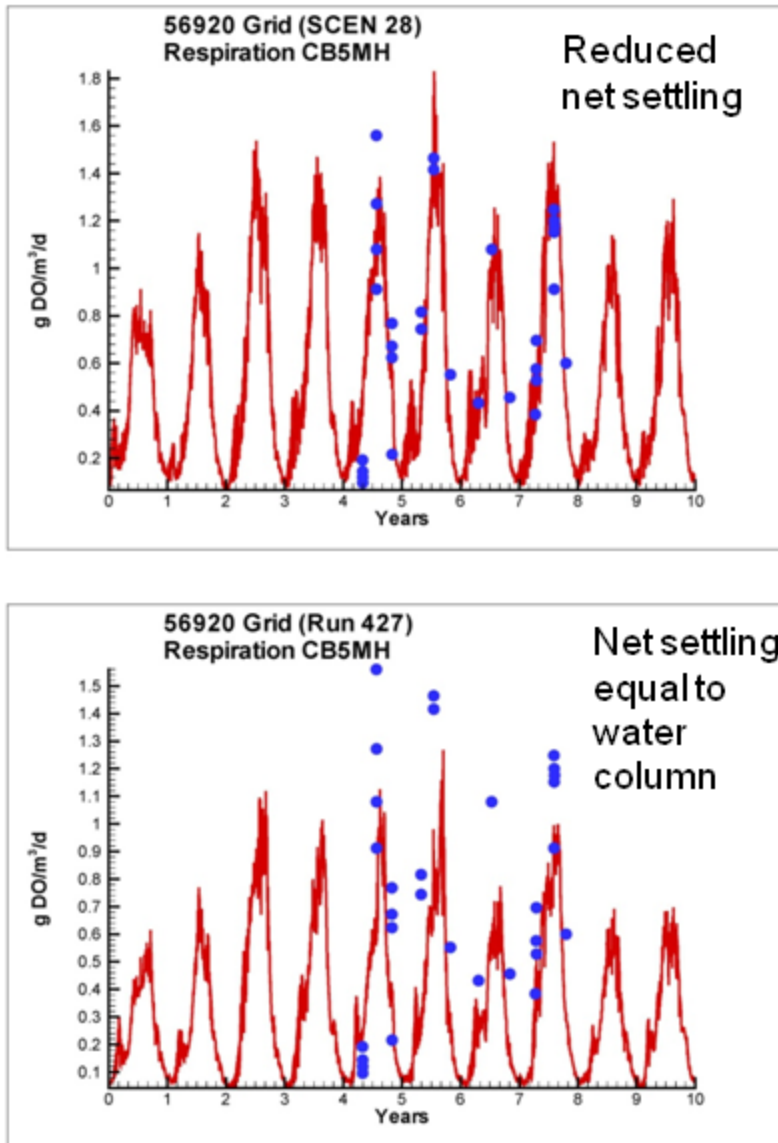 56920 Grid (SCEN 28)
Respiration CB5MH
Reduced
net settling
g DO/m³/d
1.8
1.6
1.4
1.2
1
0.8
0.6
0.4
0.2
0 1 2 3 4 5 6 7 8 9 10
Years
56920 Grid (Run 427)
Respiration CB5MH
Net settling
equal to
water
column
g DO/m³/d
1.5
1.4
1.3
1.2
1.1
1
0.9
0.8
0.7
0.6
0.5
0.4
0.3
0.2
0.1
0 1 2 3 4 5 6 7 8 9 10
Years